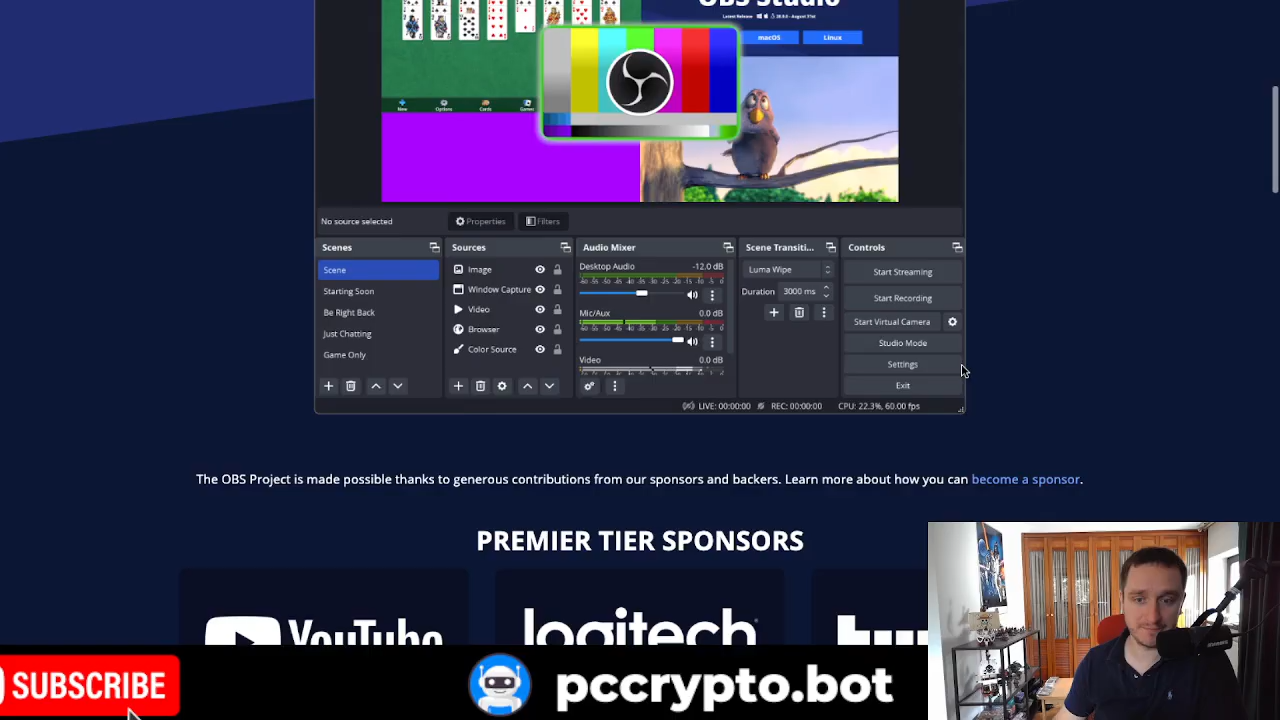 OBS Studio
macOS
Linux
New
Options
Cards
Games
No source selected
Properties
Filters
Scenes
Sources
Audio Mixer
Scene Transiti...
Controls
Scene
Starting Soon
Be Right Back
Just Chatting
Game Only
Image
Window Capture
Video
Browser
Color Source
Desktop Audio
-12.0 dB
Mic/Aux
0.0 dB
Video
0.0 dB
Luma Wipe
Duration
3000 ms
Start Streaming
Start Recording
Start Virtual Camera
Studio Mode
Settings
Exit
LIVE: 00:00:00
REC: 00:00:00
CPU: 22.3%, 60.00 fps
The OBS Project is made possible thanks to generous contributions from our sponsors and backers. Learn more about how you can become a sponsor.
PREMIER TIER SPONSORS
YouTube
logitech
SUBSCRIBE
pccrypto.bot